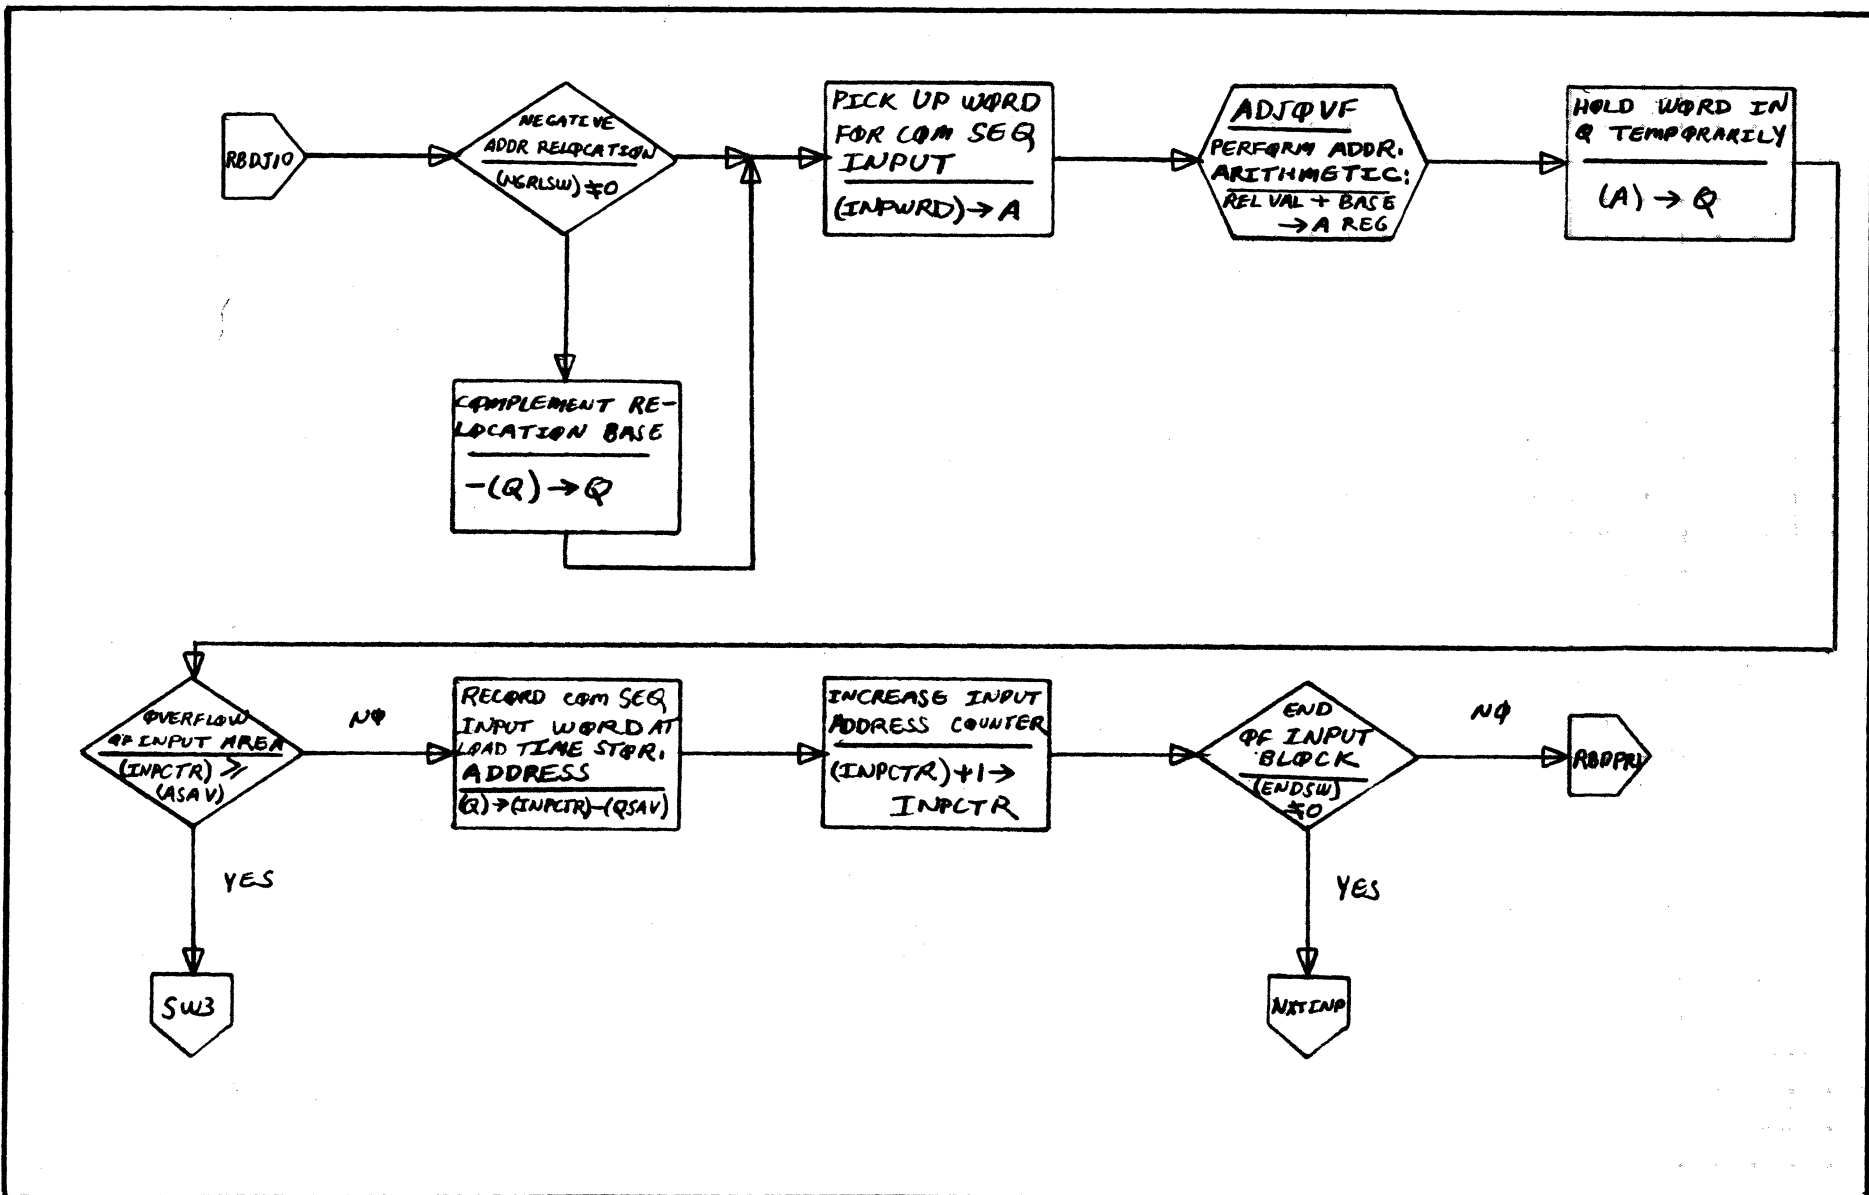 RBDJ10
NEGATIVE
ADDR RELOCATION
(NGRLSW) ≠ 0
PICK UP WORD
FOR COM SEQ
INPUT
(INPWRD) → A
ADJOVF
PERFORM ADDR.
ARITHMETIC:
REL VAL + BASE
→ A REG
HOLD WORD IN
Q TEMPORARILY
(A) → Q
COMPLEMENT RE-
LOCATION BASE
-(Q) → Q
OVERFLOW
OF INPUT AREA
(INPCTR) ≥
(ASAV)
NO
YES
SW3
RECORD COM SEQ
INPUT WORD AT
LOAD TIME STOR.
ADDRESS
(Q) → (INPCTR)-(QSAV)
INCREASE INPUT
ADDRESS COUNTER
(INPCTR) + 1 →
INPCTR
END
OF INPUT
BLOCK
(ENDSW)
≠ 0
NO
RBDPR1
YES
NXTINP